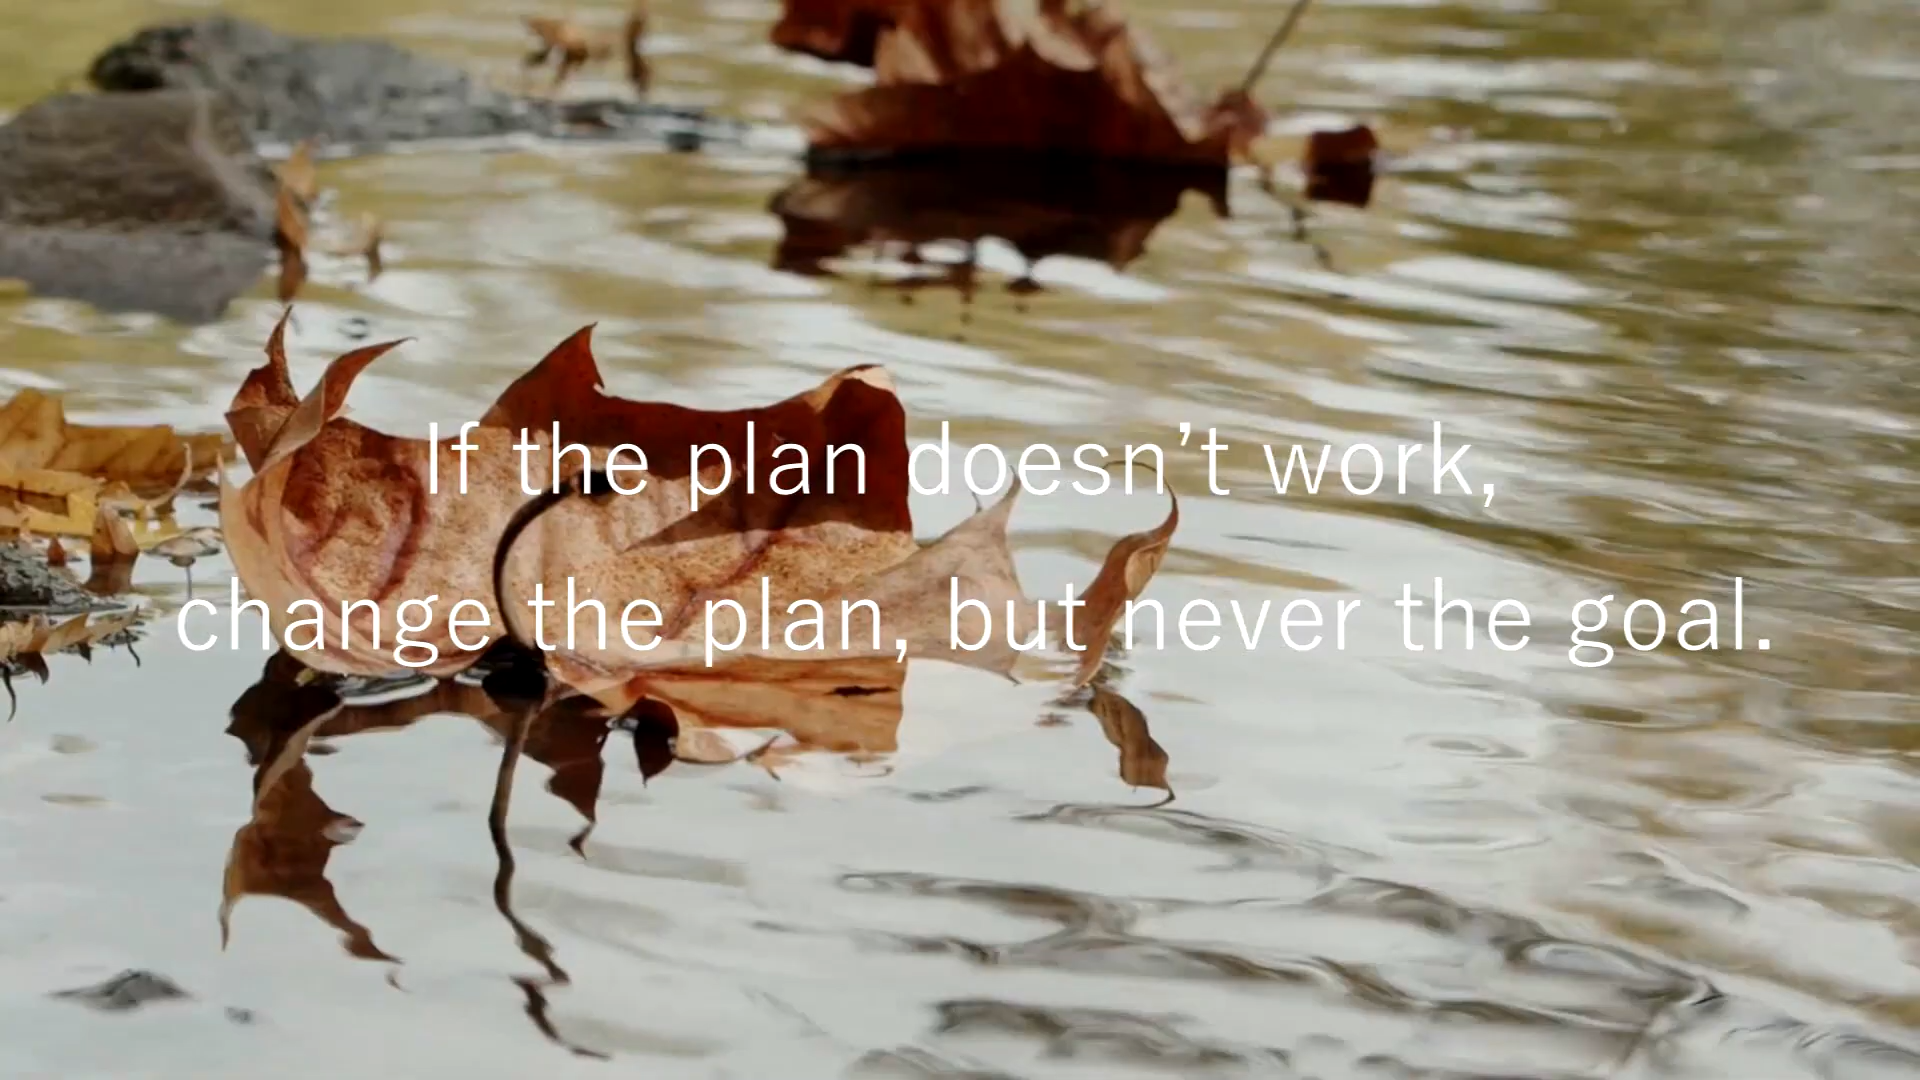 If the plan doesn’t work,
change the plan, but never the goal.